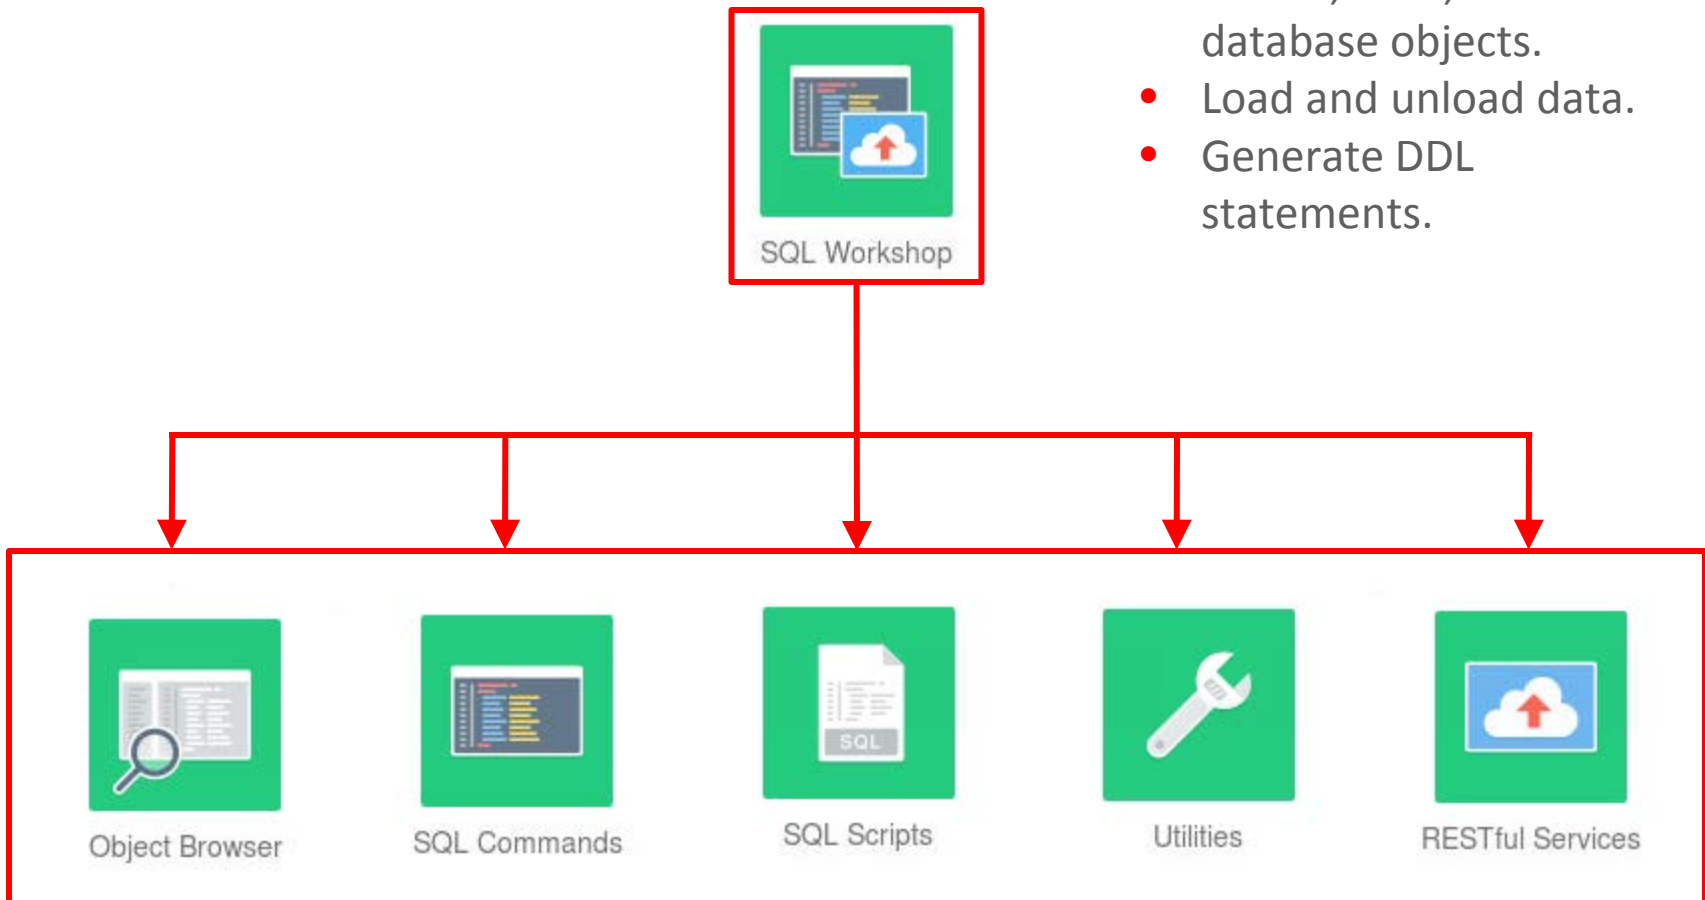 database objects.
• Load and unload data.
• Generate DDL
statements.
SQL Workshop
SQL
Object Browser
SQL Commands
SQL Scripts
Utilities
RESTful Services